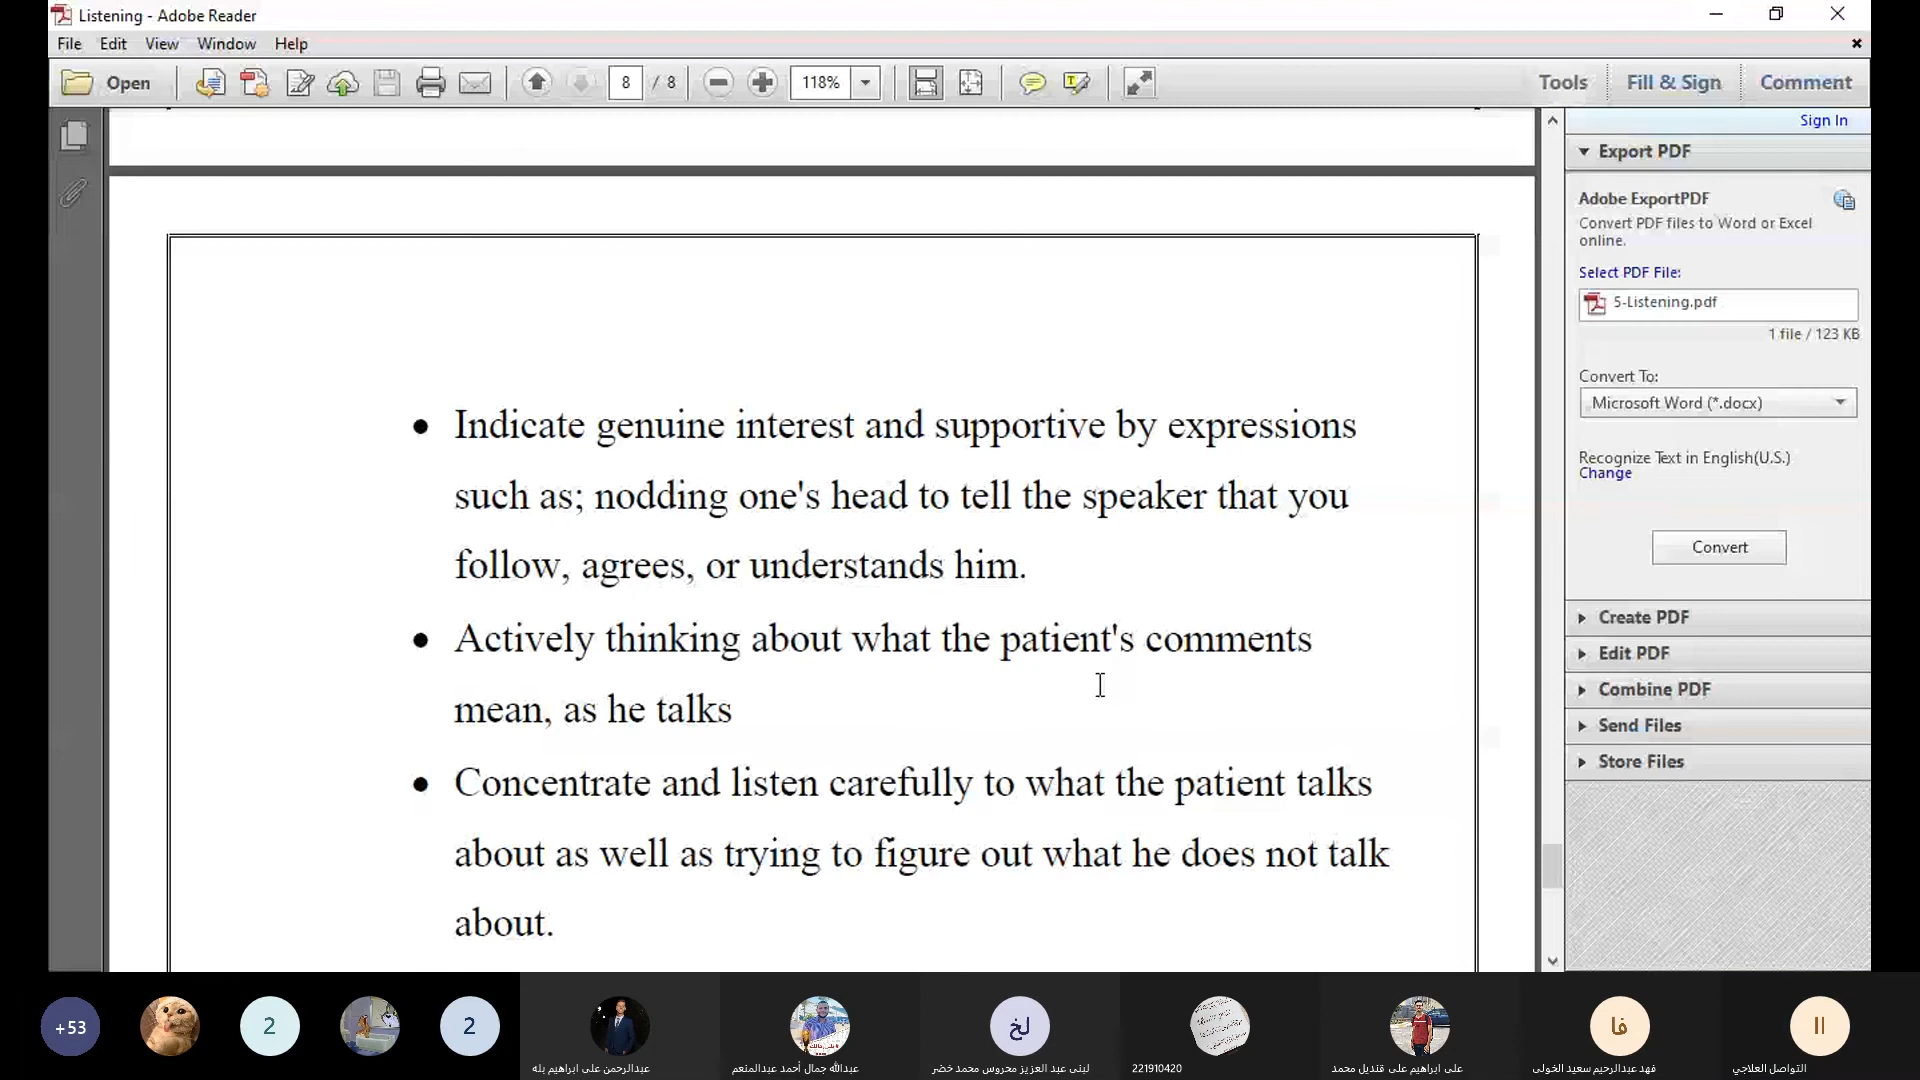 Listening - Adobe Reader
File Edit View Window Help
Open 8 / 8 118% Tools Fill & Sign Comment
Sign In
Export PDF
Adobe ExportPDF
Convert PDF files to Word or Excel
online.
Select PDF File:
5-Listening.pdf
1 file / 123 KB
Convert To:
Microsoft Word (*.docx)
Recognize Text in English(U.S.)
Change
Convert
Create PDF
Edit PDF
Combine PDF
Send Files
Store Files
• Indicate genuine interest and supportive by expressions
such as; nodding one's head to tell the speaker that you
follow, agrees, or understands him.
• Actively thinking about what the patient's comments
mean, as he talks
• Concentrate and listen carefully to what the patient talks
about as well as trying to figure out what he does not talk
about.
+53
2
2
لخ
فا
اا
عبدالرحمن على ابراهيم بله
عبدالله جمال أحمد عبدالمنعم
لبنى عبد العزيز محروس محمد خضر
221910420
على ابراهيم على قنديل محمد
فهد عبدالرحيم سعيد الخولى
التواصل العلاجي